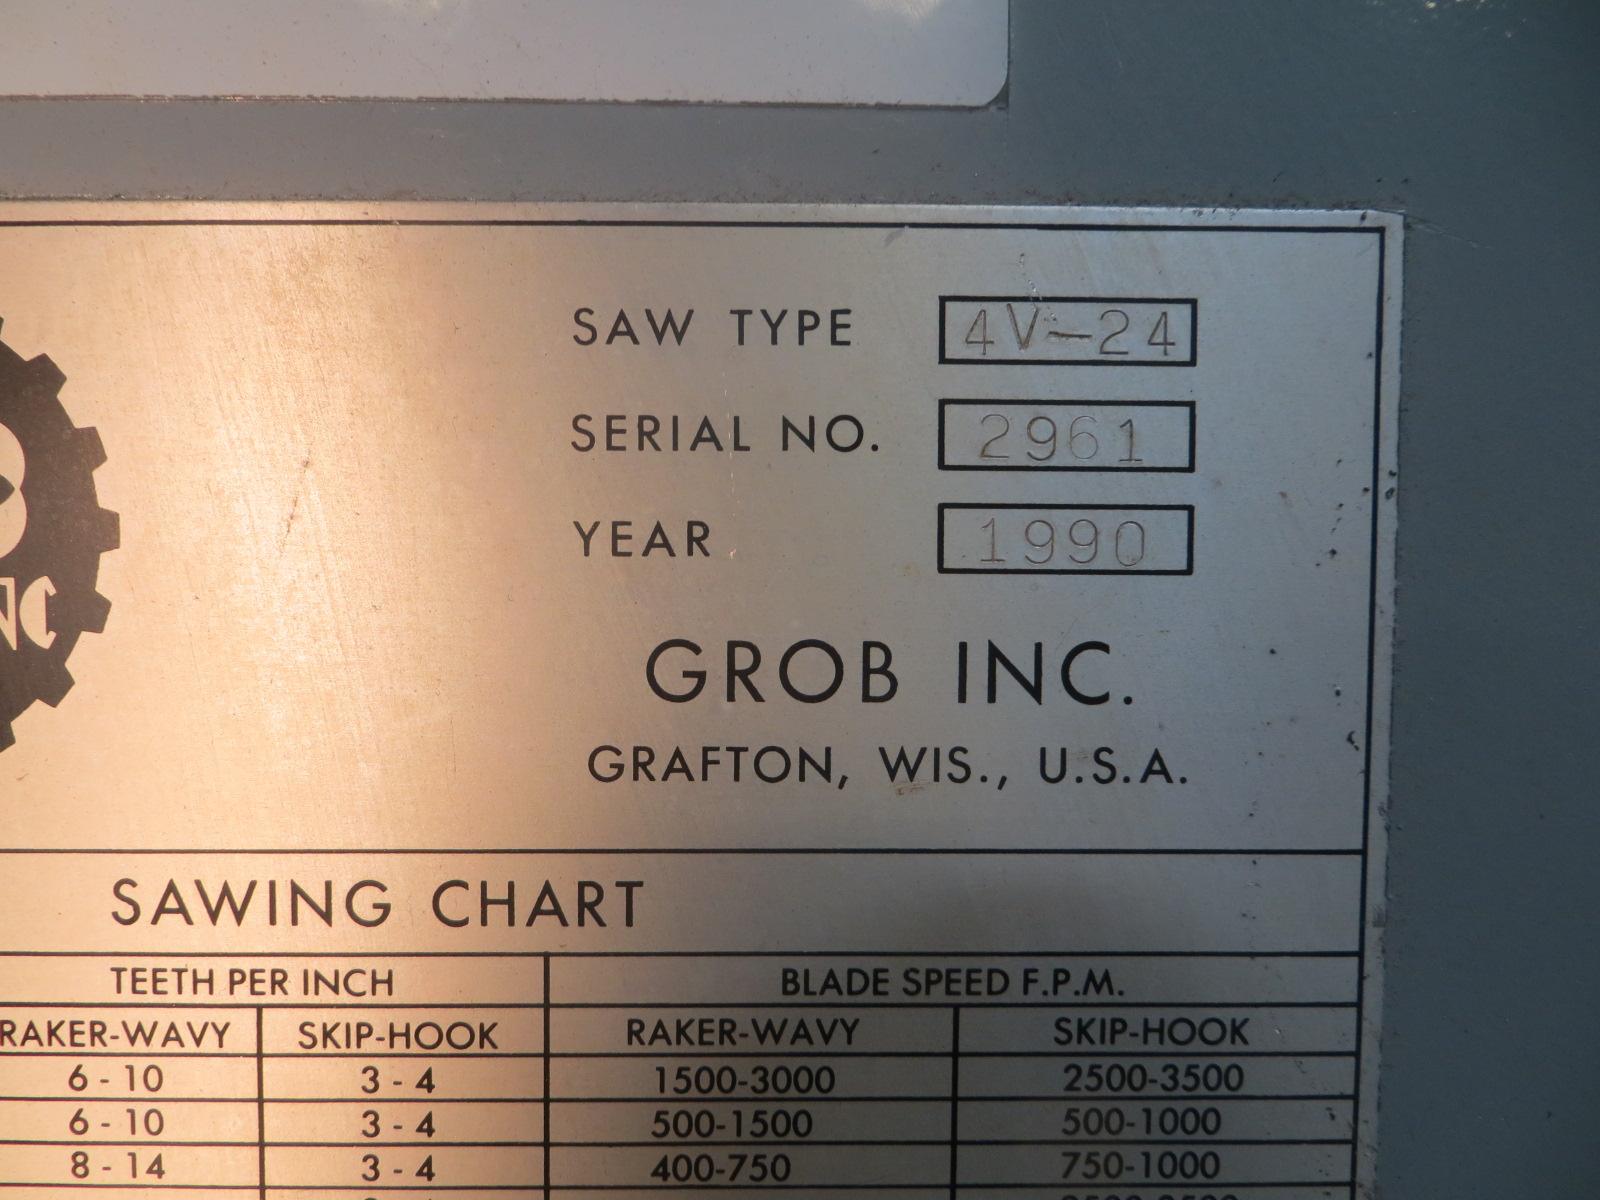 SAW TYPE 4V-24
SERIAL NO. 2961
YEAR 1990
NC
GROB INC.
GRAFTON, WIS., U.S.A.
SAWING CHART
TEETH PER INCH BLADE SPEED F.P.M.
RAKER-WAVY SKIP-HOOK RAKER-WAVY SKIP-HOOK
6 - 10 3 - 4 1500-3000 2500-3500
6 - 10 3 - 4 500-1500 500-1000
8 - 14 3 - 4 400-750 750-1000